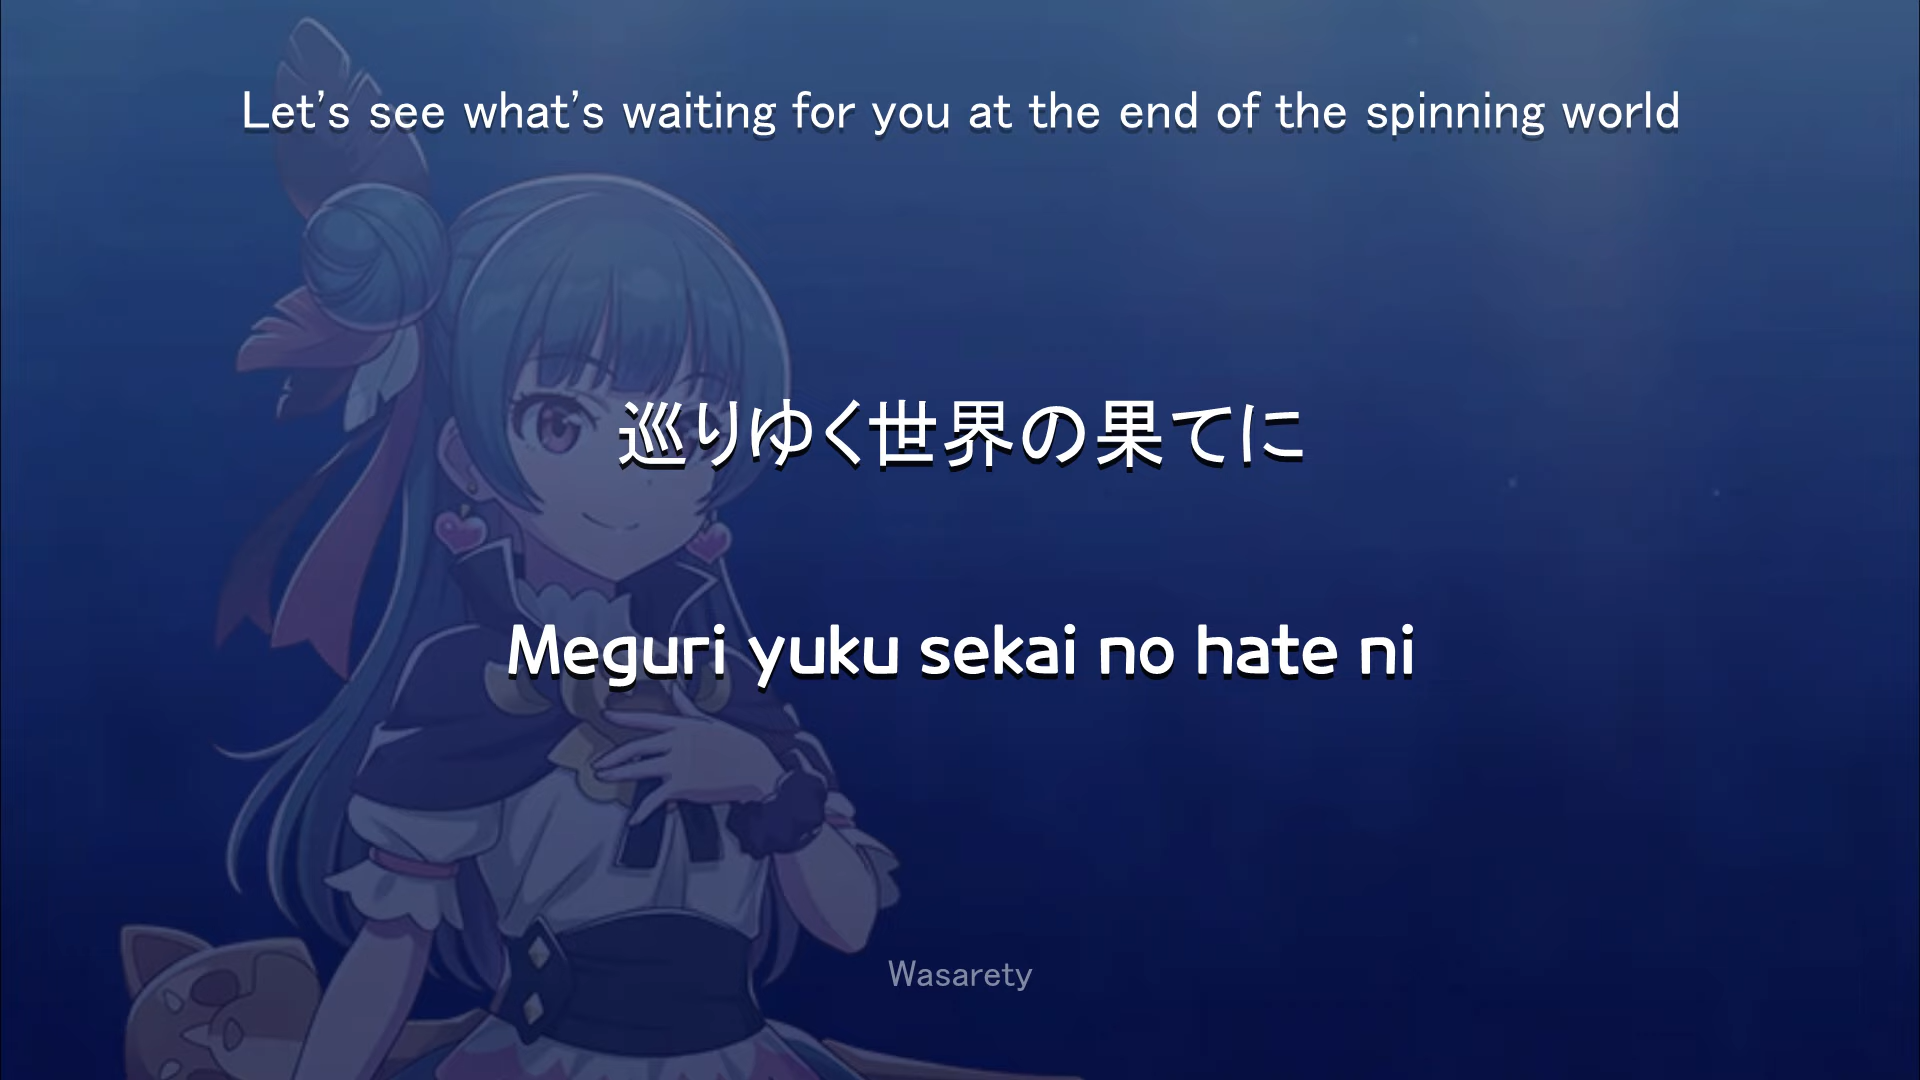 Let's see what's waiting for you at the end of the spinning world
巡りゆく世界の果てに
Meguri yuku sekai no hate ni
Wasarety